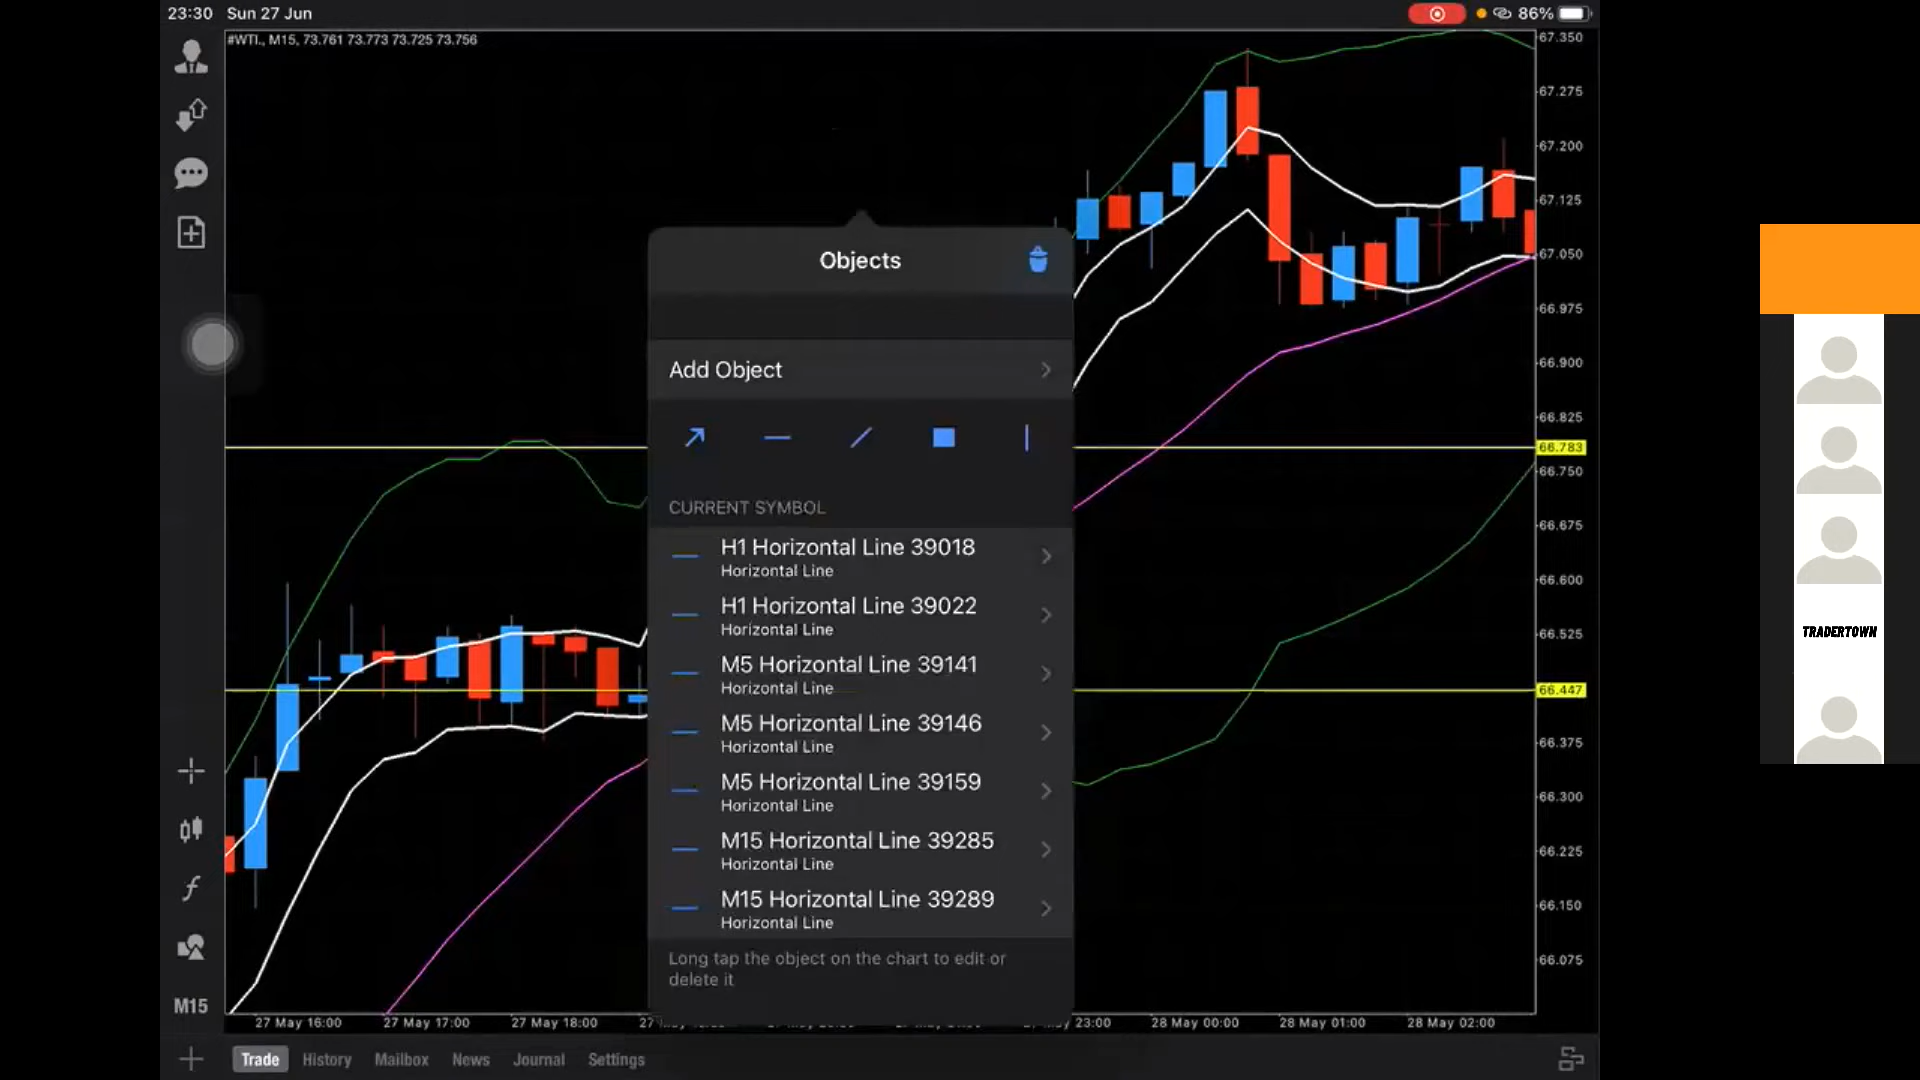 23:30 Sun 27 Jun
86%
#WTI., M15, 73.761 73.773 73.725 73.756
67.350
67.275
67.200
67.125
67.050
66.975
66.900
66.825
66.783
66.750
66.675
66.600
66.525
66.447
66.375
66.300
66.225
66.150
66.075
Objects
Add Object
CURRENT SYMBOL
H1 Horizontal Line 39018
Horizontal Line
H1 Horizontal Line 39022
Horizontal Line
M5 Horizontal Line 39141
Horizontal Line
M5 Horizontal Line 39146
Horizontal Line
M5 Horizontal Line 39159
Horizontal Line
M15 Horizontal Line 39285
Horizontal Line
M15 Horizontal Line 39289
Horizontal Line
Long tap the object on the chart to edit or
delete it
TRADERTOWN
M15
27 May 16:00 27 May 17:00 27 May 18:00 23:00 28 May 00:00 28 May 01:00 28 May 02:00
Trade History Mailbox News Journal Settings